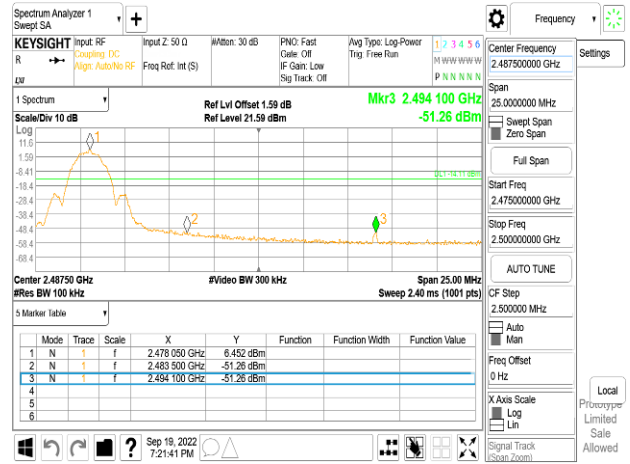 Spectrum Analyzer 1
Swept SA
+
Frequency
KEYSIGHT
R
LXI
Input: RF
Coupling: DC
Align: Auto/No RF
Input Z: 50 Ω
Freq Ref: Int (S)
#Atten: 30 dB
PNO: Fast
Gate: Off
IF Gain: Low
Sig Track: Off
Avg Type: Log-Power
Trig: Free Run
1 2 3 4 5 6
M W W W W W
P N N N N N
1 Spectrum
Scale/Div 10 dB
Ref Lvl Offset 1.59 dB
Ref Level 21.59 dBm
Mkr3 2.494 100 GHz
-51.26 dBm
Log
11.6
1.59
-8.41
-18.4
-28.4
-38.4
-48.4
-58.4
-68.4
1
2
3
DL1 -14.11 dBm
Center 2.48750 GHz
#Res BW 100 kHz
#Video BW 300 kHz
Span 25.00 MHz
Sweep 2.40 ms (1001 pts)
5 Marker Table
Mode Trace Scale X Y Function Function Width Function Value
1 N 1 f 2.478 050 GHz 6.452 dBm
2 N 1 f 2.483 500 GHz -51.26 dBm
3 N 1 f 2.494 100 GHz -51.26 dBm
4
5
6
?
Sep 19, 2022
7:21:41 PM
Center Frequency
2.487500000 GHz
Settings
Span
25.0000000 MHz
Swept Span
Zero Span
Full Span
Start Freq
2.475000000 GHz
Stop Freq
2.500000000 GHz
AUTO TUNE
CF Step
2.500000 MHz
Auto
Man
Freq Offset
0 Hz
X Axis Scale
Log
Lin
Signal Track
(Span Zoom)
Local
Prototype
Limited
Sale
Allowed